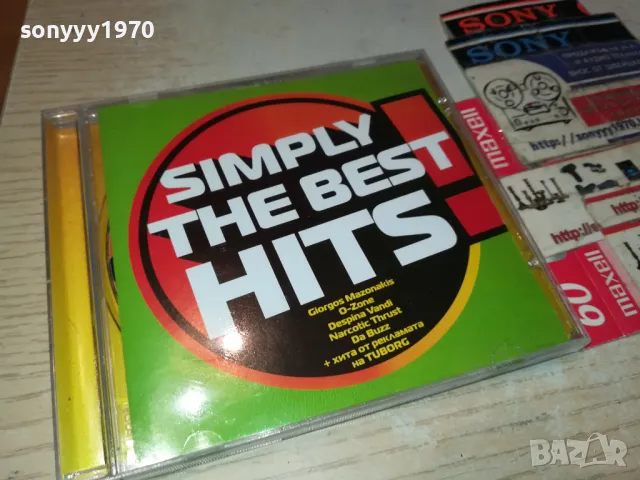 sonyyy1970
SIMPLY
THE BEST
HITS!
Giorgos Mazonakis
O-Zone
Despina Vandi
Narcotic Thrust
Da Buzz
+ ХИТА ОТ РЕКЛАМАТА
НА TUBORG
SONY
SONY
maxell
http://sonyyy1970.
http://
maxell
60
BAZAR